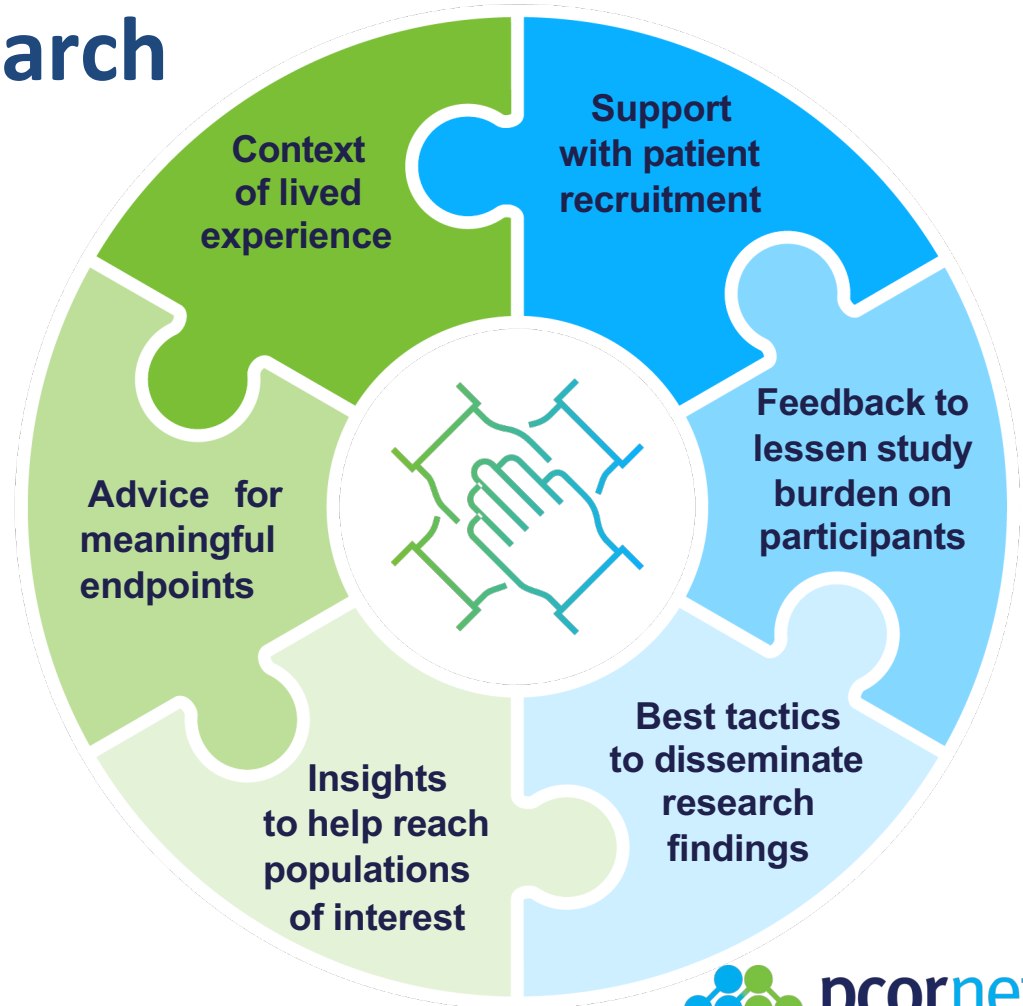 arch
Support
with patient
recruitment
Context
of lived
experience
Feedback to
lessen study
burden on
participants
Advice for
meaningful
endpoints
Best tactics
to disseminate
research
findings
Insights
to help reach
populations
of interest
pcornet